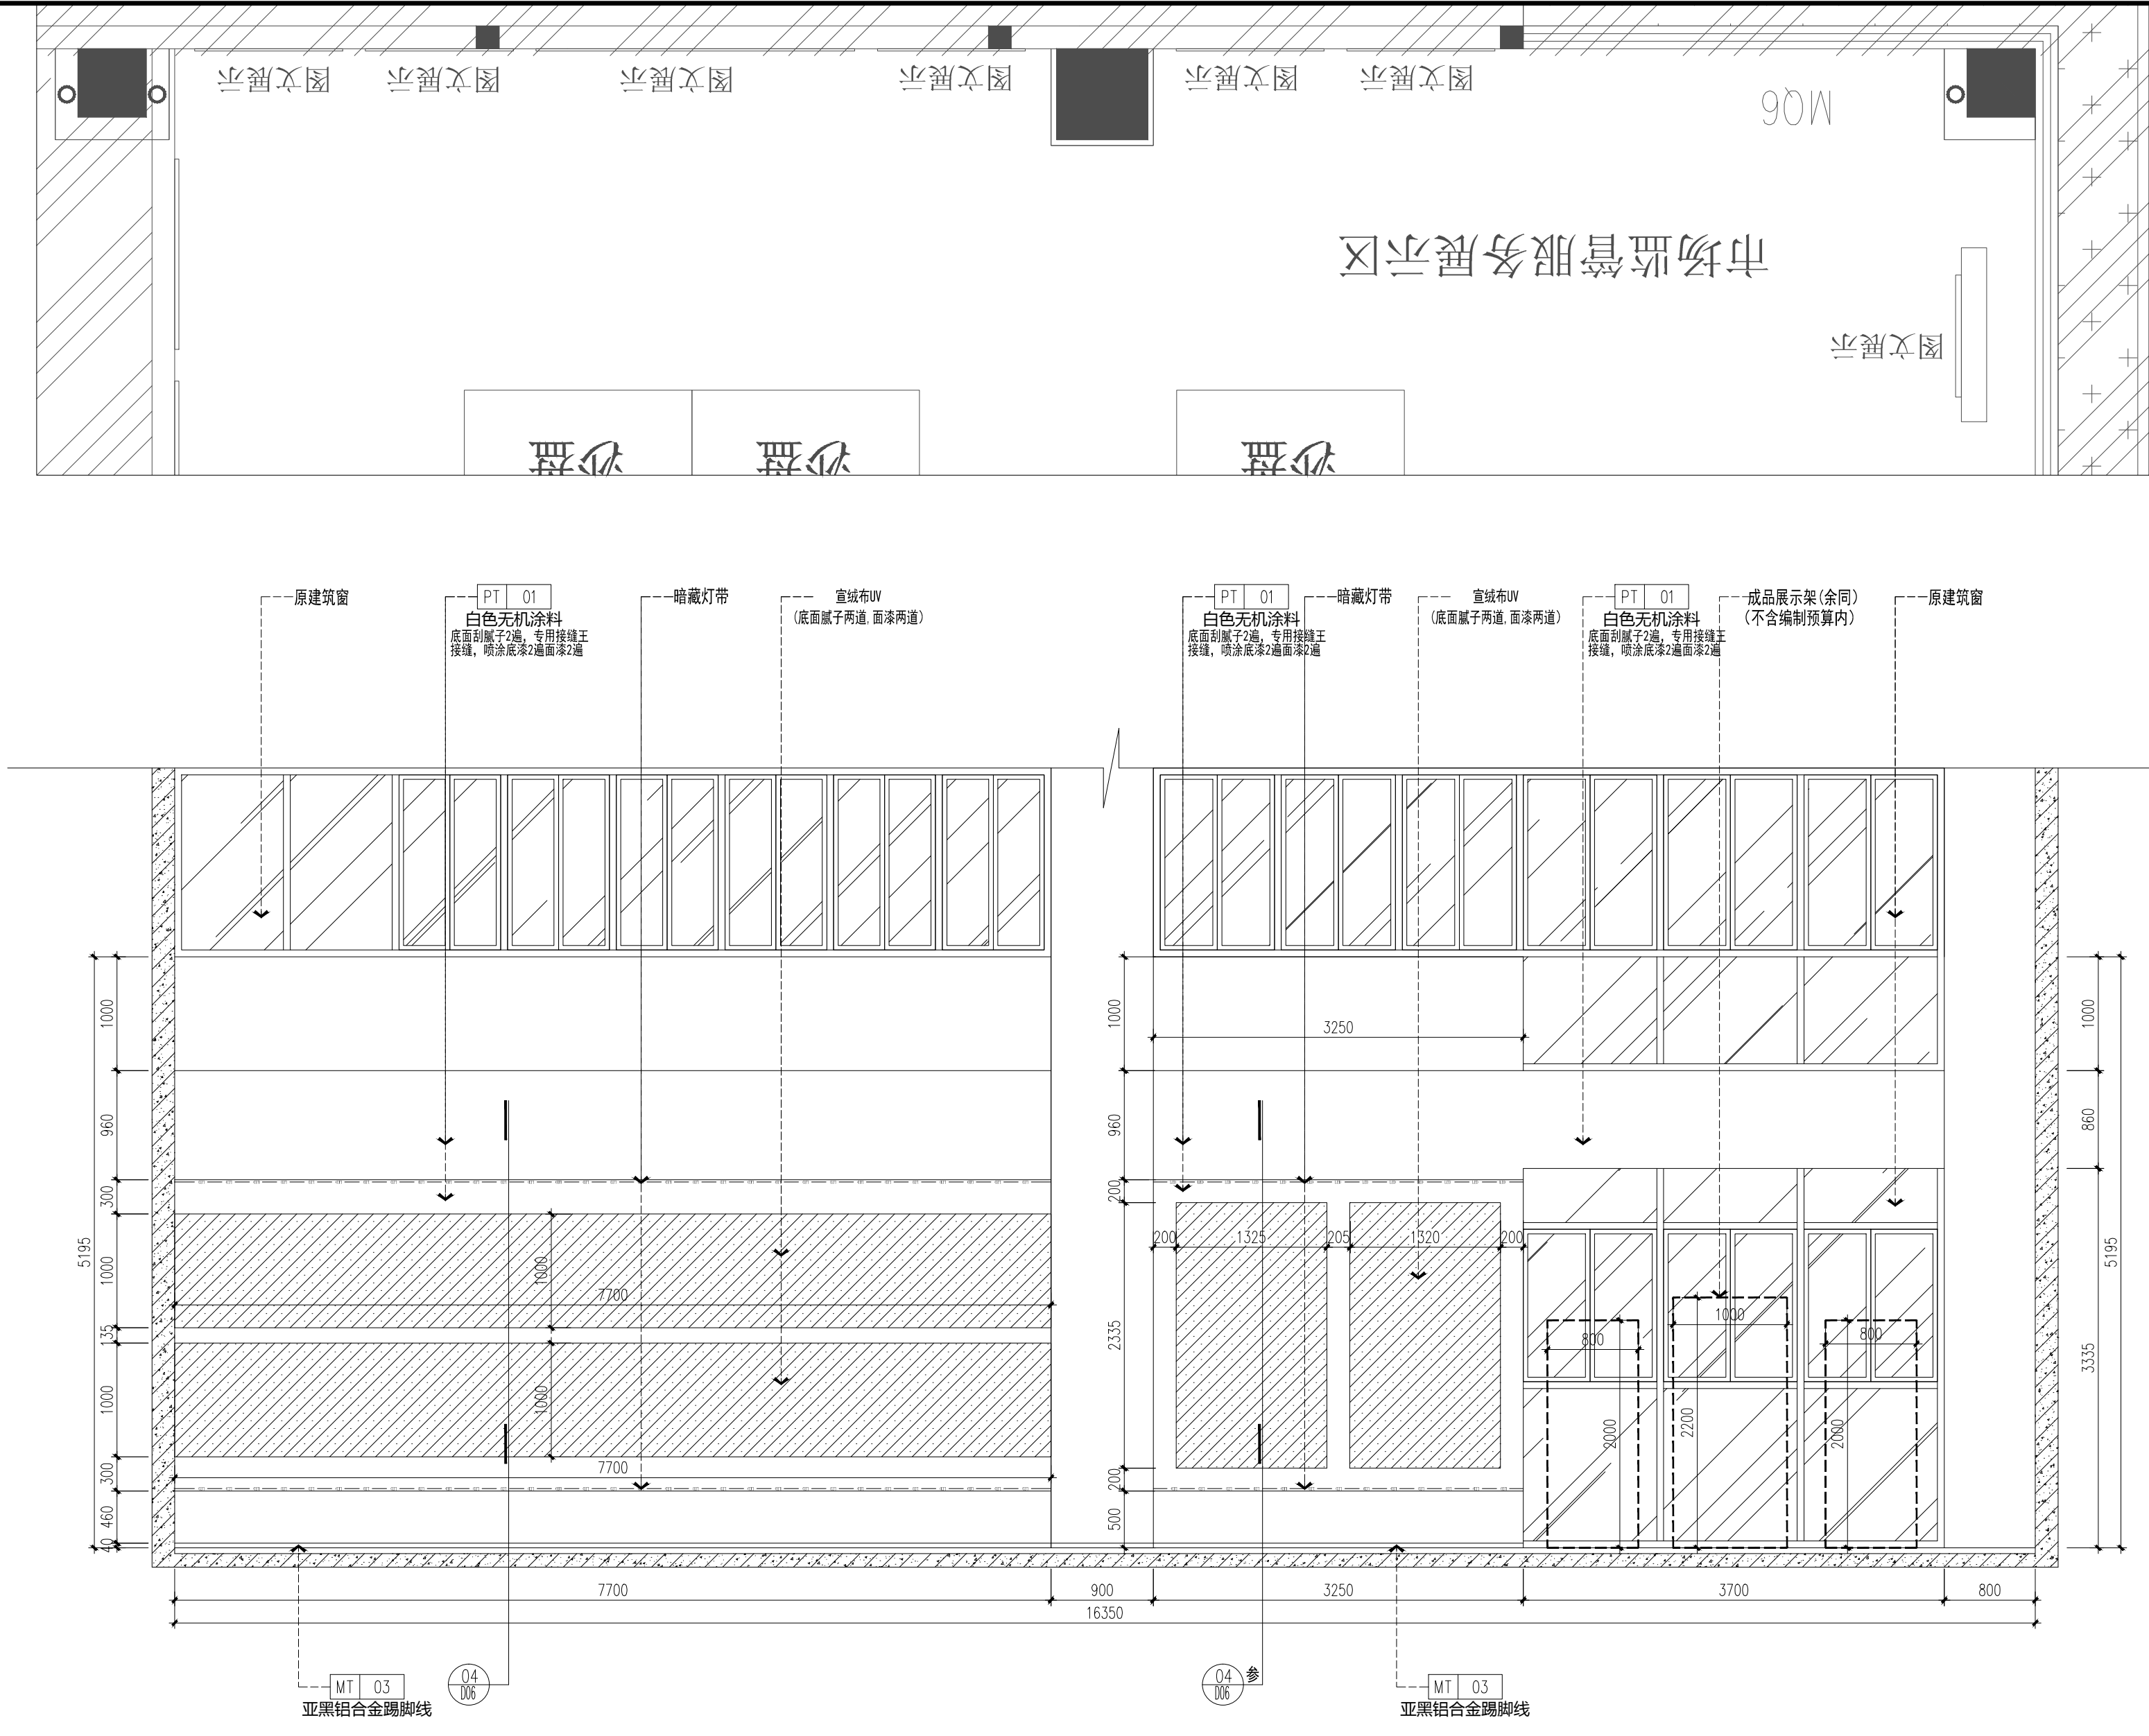 图文展示
图文展示
图文展示
图文展示
图文展示
图文展示
MQ6
市场监管服务展示区
图文展示
沙盘
沙盘
沙盘
原建筑窗
PT 01
白色无机涂料
底面刮腻子2遍，专用接缝王
接缝，喷涂底漆2遍面漆2遍
暗藏灯带
宣绒布UV
(底面腻子两道,面漆两道)
PT 01
白色无机涂料
底面刮腻子2遍，专用接缝王
接缝，喷涂底漆2遍面漆2遍
暗藏灯带
宣绒布UV
(底面腻子两道,面漆两道)
PT 01
白色无机涂料
底面刮腻子2遍，专用接缝王
接缝，喷涂底漆2遍面漆2遍
成品展示架(余同)
(不含编制预算内)
原建筑窗
5195
1000
960
300
1000
135
1000
300
460
40
1000
7700
1000
7700
1000
960
200
2335
200
500
3250
200 1325 205 1320 200
800
1000
800
2000
2200
2000
1000
860
3335
5195
7700 900 3250 3700 800
16350
MT 03
亚黑铝合金踢脚线
04
D06
04
D06
参
MT 03
亚黑铝合金踢脚线